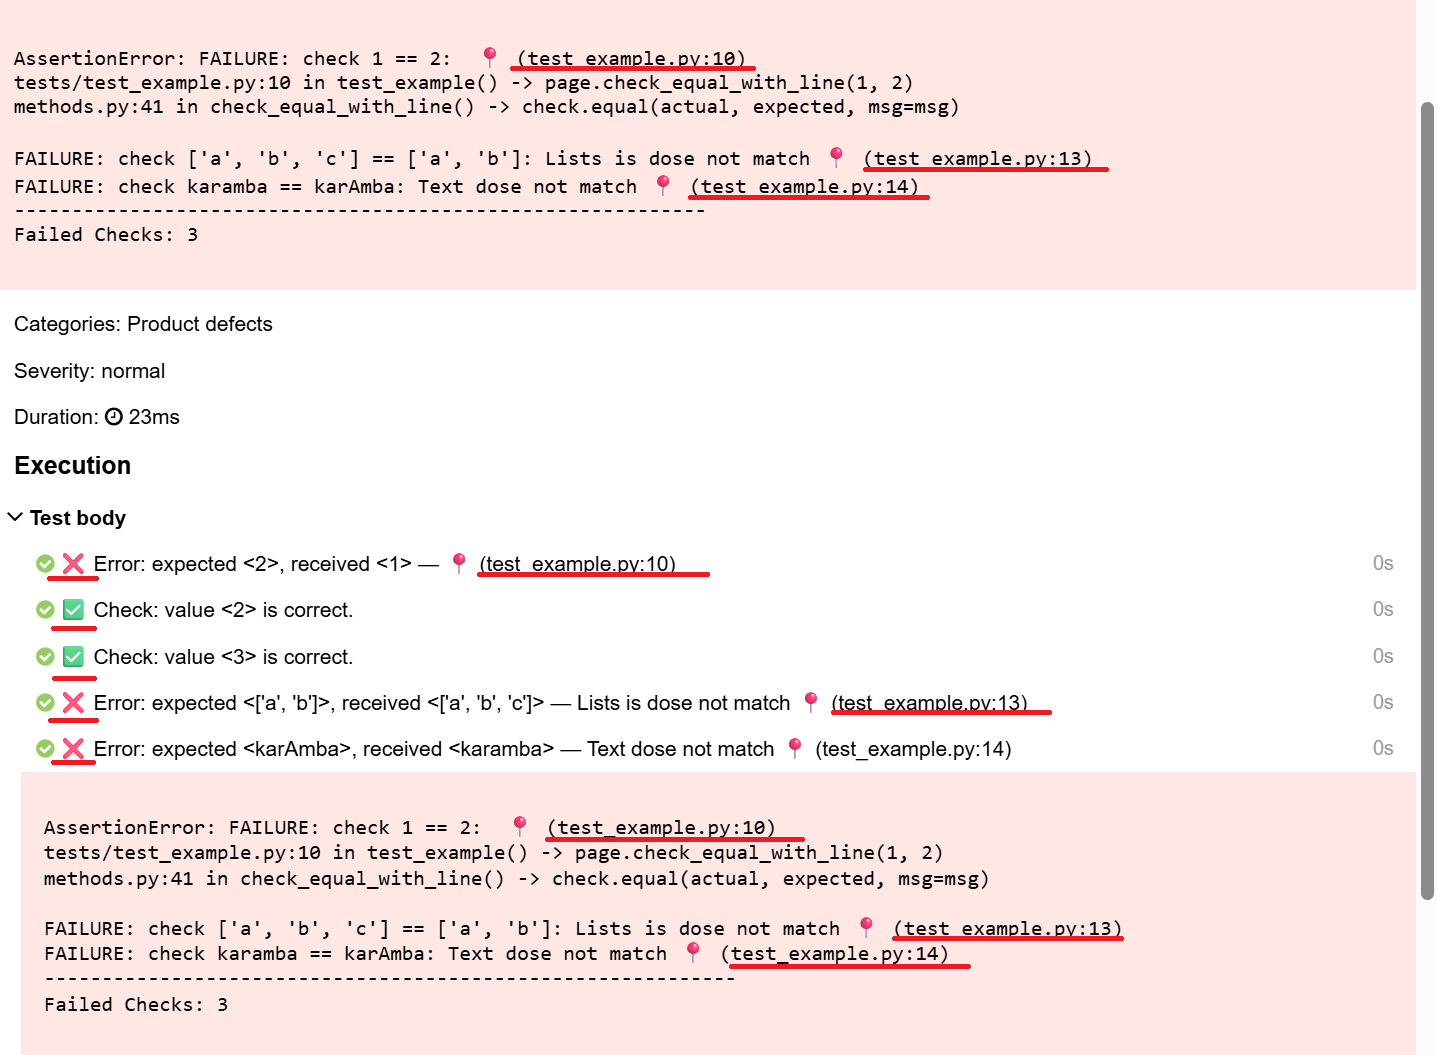 AssertionError: FAILURE: check 1 == 2:  📍 (test_example.py:10)
tests/test_example.py:10 in test_example() -> page.check_equal_with_line(1, 2)
methods.py:41 in check_equal_with_line() -> check.equal(actual, expected, msg=msg)
FAILURE: check ['a', 'b', 'c'] == ['a', 'b']: Lists is dose not match 📍 (test_example.py:13)
FAILURE: check karamba == karAmba: Text dose not match 📍 (test_example.py:14)
------------------------------------------------------------
Failed Checks: 3
Categories: Product defects
Severity: normal
Duration: 23ms
Execution
Test body
❌ Error: expected <2>, received <1> — 📍 (test_example.py:10) 0s
✅ Check: value <2> is correct. 0s
✅ Check: value <3> is correct. 0s
❌ Error: expected <['a', 'b']>, received <['a', 'b', 'c']> — Lists is dose not match 📍 (test_example.py:13) 0s
❌ Error: expected <karAmba>, received <karamba> — Text dose not match 📍 (test_example.py:14) 0s
AssertionError: FAILURE: check 1 == 2:  📍 (test_example.py:10)
tests/test_example.py:10 in test_example() -> page.check_equal_with_line(1, 2)
methods.py:41 in check_equal_with_line() -> check.equal(actual, expected, msg=msg)
FAILURE: check ['a', 'b', 'c'] == ['a', 'b']: Lists is dose not match 📍 (test_example.py:13)
FAILURE: check karamba == karAmba: Text dose not match 📍 (test_example.py:14)
------------------------------------------------------------
Failed Checks: 3